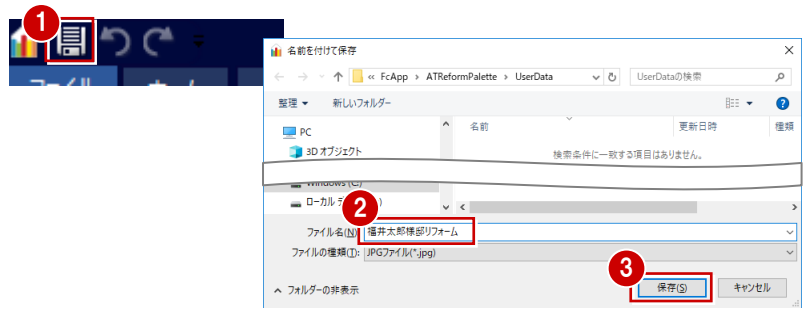 1
名前を付けて保存
« FcApp › ATReformPalette › UserData
UserDataの検索
整理 ▼ 新しいフォルダー
PC
名前 更新日時 種類
3D オブジェクト
検索条件に一致する項目はありません。
Windows (C:)
ローカル
2
ファイル名(N): 福井太郎様邸リフォーム
ファイルの種類(T): JPGファイル(*.jpg)
3
フォルダーの非表示
保存(S) キャンセル